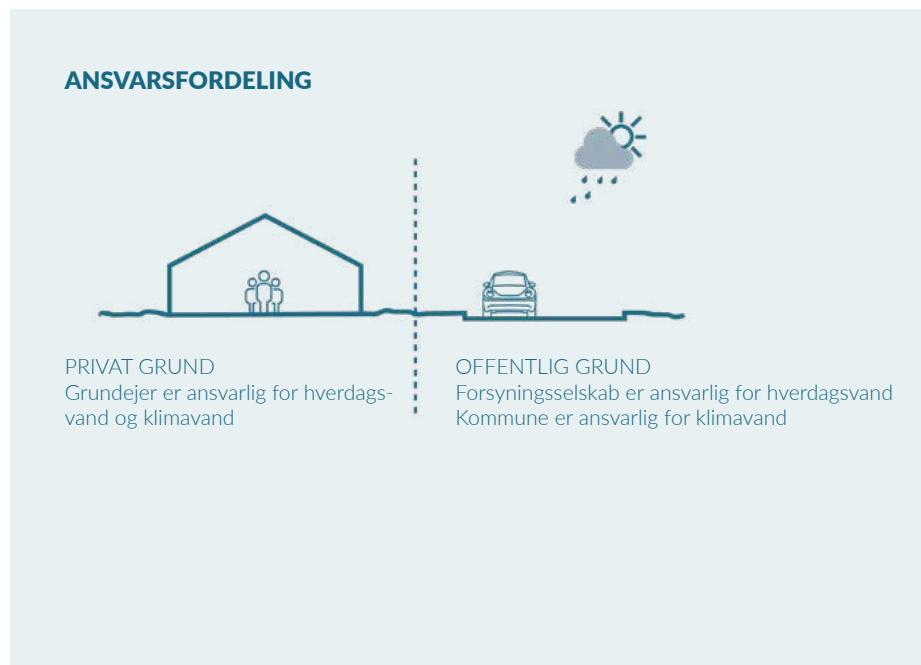 ANSVARSFORDELING
PRIVAT GRUND
Grundejer er ansvarlig for hverdags-
vand og klimavand
OFFENTLIG GRUND
Forsyningsselskab er ansvarlig for hverdagsvand
Kommune er ansvarlig for klimavand